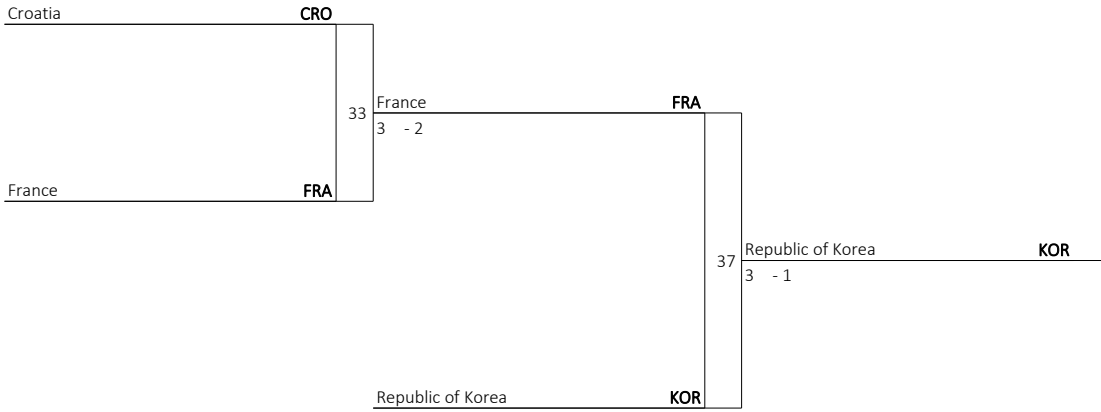 Croatia CRO
33
France FRA
3 - 2
France FRA
37
Republic of Korea KOR
3 - 1
Republic of Korea KOR